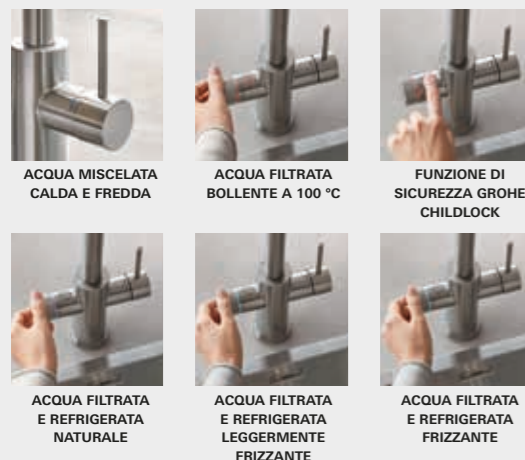 ACQUA MISCELATA
CALDA E FREDDA
ACQUA FILTRATA
BOLLENTE A 100 °C
FUNZIONE DI
SICUREZZA GROHE
CHILDLOCK
ACQUA FILTRATA
E REFRIGERATA
NATURALE
ACQUA FILTRATA
E REFRIGERATA
LEGGERMENTE
FRIZZANTE
ACQUA FILTRATA
E REFRIGERATA
FRIZZANTE